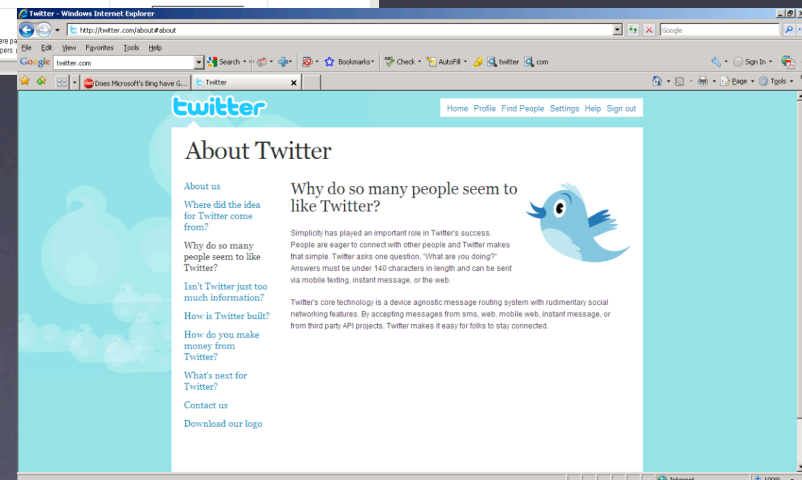 Twitter - Windows Internet Explorer
http://twitter.com/about#about
Google
File Edit View Favorites Tools Help
Google twitter.com Search Bookmarks Check AutoFill twitter com Sign In
Does Microsoft's Bing have G... Twitter Page Tools
twitter
Home Profile Find People Settings Help Sign out
About Twitter
About us
Where did the idea
for Twitter come
from?
Why do so many
people seem to like
Twitter?
Isn't Twitter just too
much information?
How is Twitter built?
How do you make
money from
Twitter?
What's next for
Twitter?
Contact us
Download our logo
Why do so many people seem to
like Twitter?
Simplicity has played an important role in Twitter's success.
People are eager to connect with other people and Twitter makes
that simple. Twitter asks one question, "What are you doing?"
Answers must be under 140 characters in length and can be sent
via mobile texting, instant message, or the web.
Twitter's core technology is a device agnostic message routing system with rudimentary social
networking features. By accepting messages from sms, web, mobile web, instant message, or
from third party API projects, Twitter makes it easy for folks to stay connected.
Internet 100%